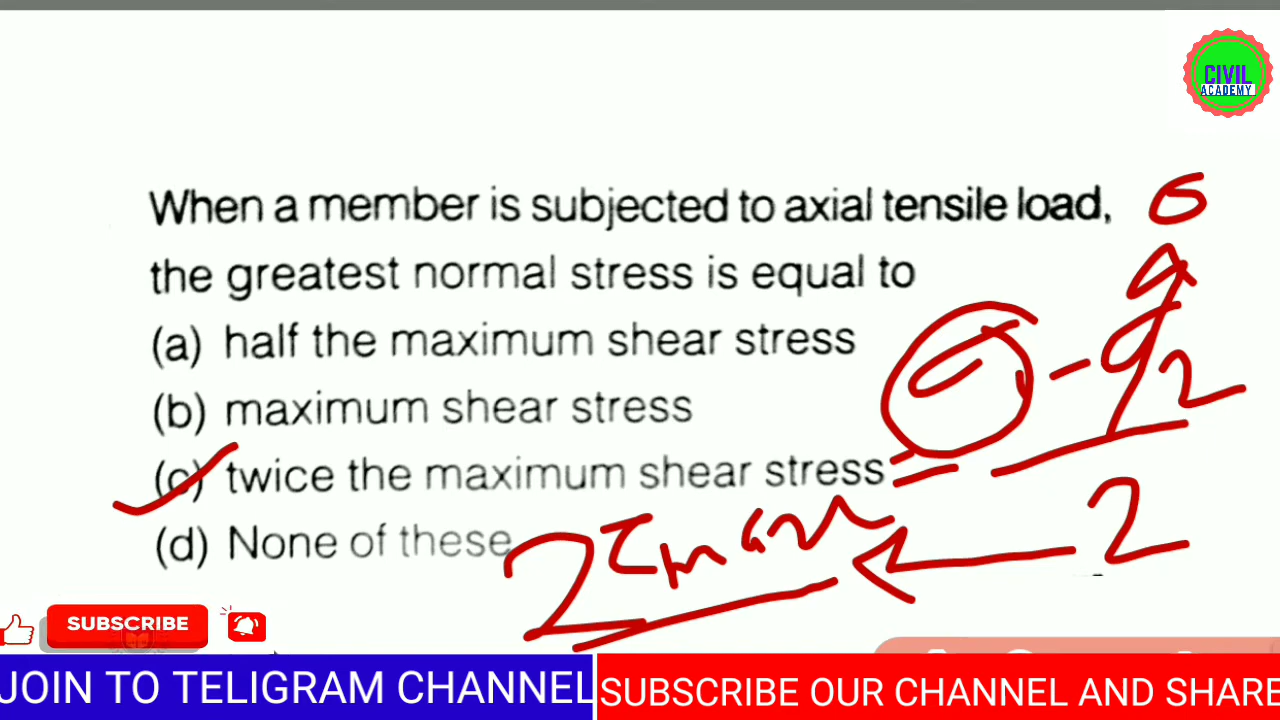 CIVIL
ACADEMY
When a member is subjected to axial tensile load,
the greatest normal stress is equal to
(a) half the maximum shear stress
(b) maximum shear stress
(c) twice the maximum shear stress
(d) None of these
2
2
SUBSCRIBE
JOIN TO TELIGRAM CHANNEL
SUBSCRIBE OUR CHANNEL AND SHARE